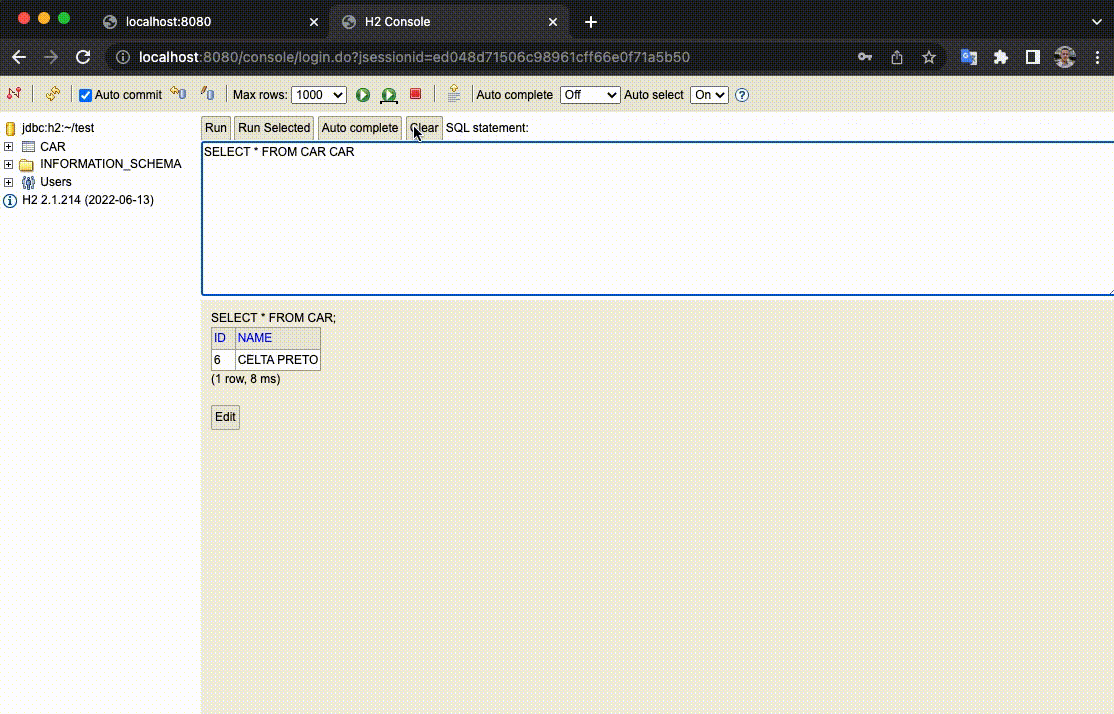 localhost:8080
H2 Console
localhost:8080/console/login.do?jsessionid=ed048d71506c98961cff66e0f71a5b50
Auto commit Max rows: 1000 Auto complete Off Auto select On
jdbc:h2:~/test
CAR
INFORMATION_SCHEMA
Users
H2 2.1.214 (2022-06-13)
Run Run Selected Auto complete Clear SQL statement:
SELECT * FROM CAR CAR
SELECT * FROM CAR;
ID NAME
6 CELTA PRETO
(1 row, 8 ms)
Edit